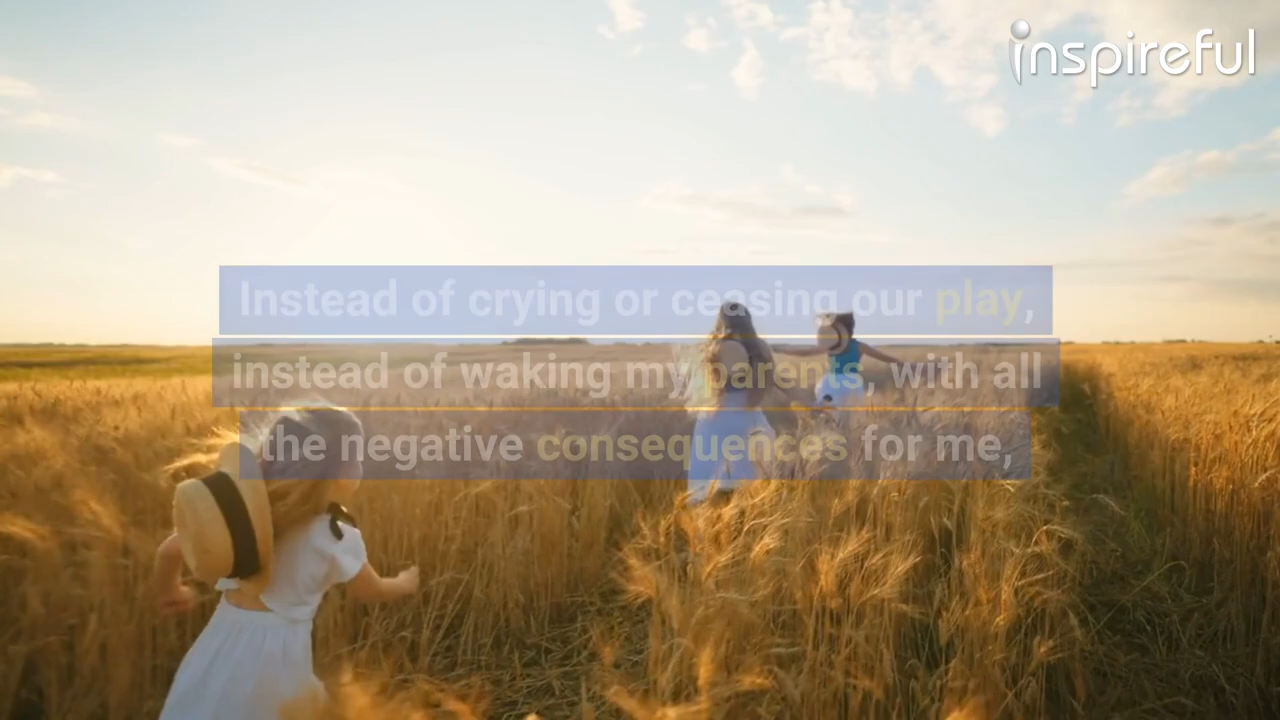 inspireful
Instead of crying or ceasing our play,
instead of waking my parents, with all
the negative consequences for me,